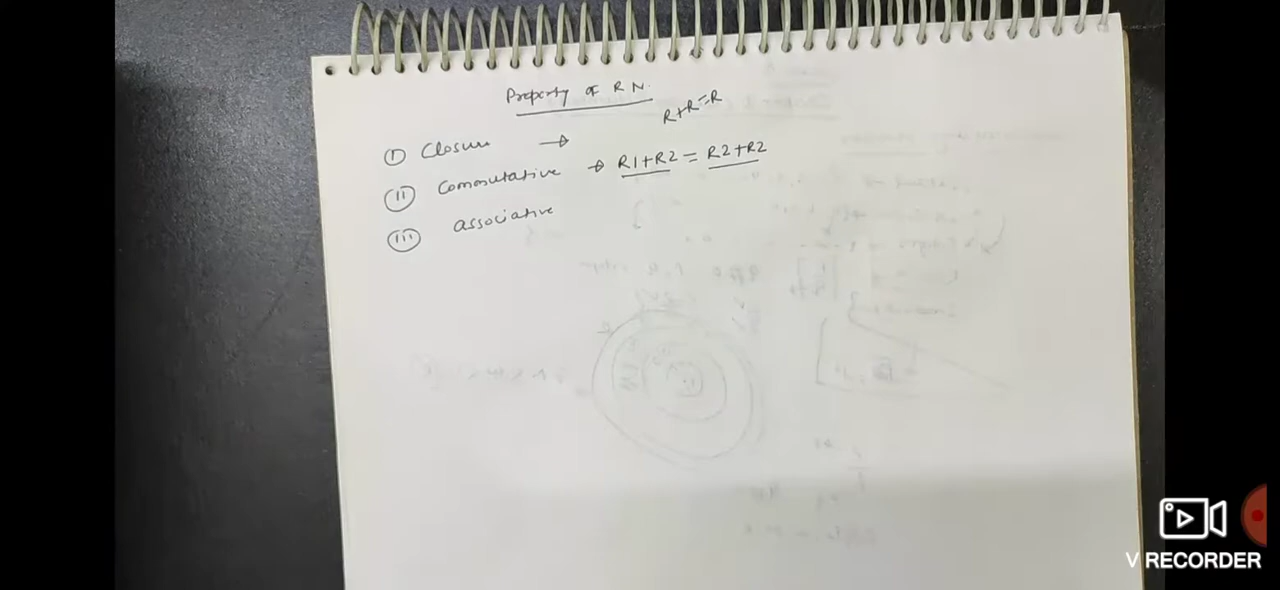 Property of R N.
R+R=R
(I) Closure →
(II) Commutative → R1+R2 = R2+R2
(III) associative
V RECORDER